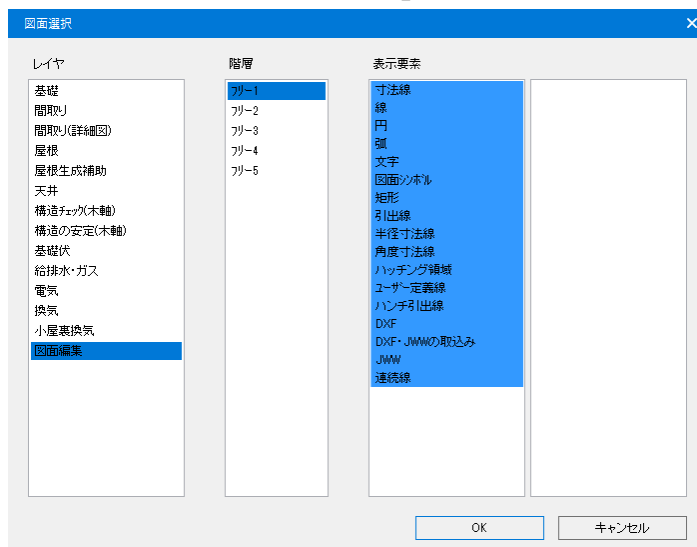 図面選択
レイヤ
基礎
間取り
間取り(詳細図)
屋根
屋根生成補助
天井
構造ﾁｪｯｸ(木軸)
構造の安定(木軸)
基礎伏
給排水・ガス
電気
換気
小屋裏換気
図面編集
階層
ﾌﾘｰ1
ﾌﾘｰ2
ﾌﾘｰ3
ﾌﾘｰ4
ﾌﾘｰ5
表示要素
寸法線
線
円
弧
文字
図面ｼﾝﾎﾞﾙ
矩形
引出線
半径寸法線
角度寸法線
ハッチング領域
ﾕｰｻﾞｰ定義線
ハンチ引出線
DXF
DXF・JWWの取込み
JWW
連続線
OK
キャンセル